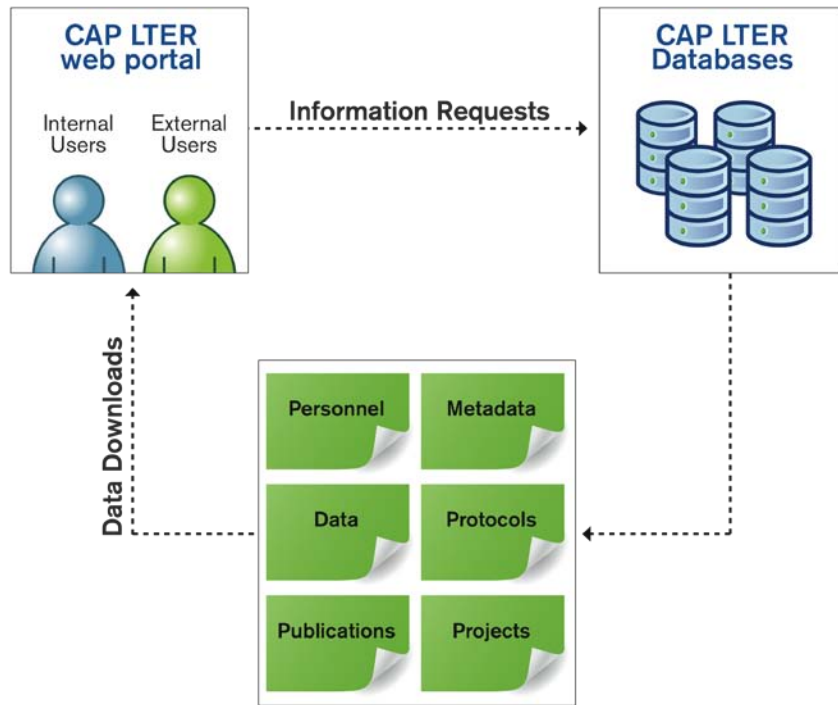 CAP LTER
web portal
Internal
Users
External
Users
Information Requests
CAP LTER
Databases
Data Downloads
Personnel
Metadata
Data
Protocols
Publications
Projects